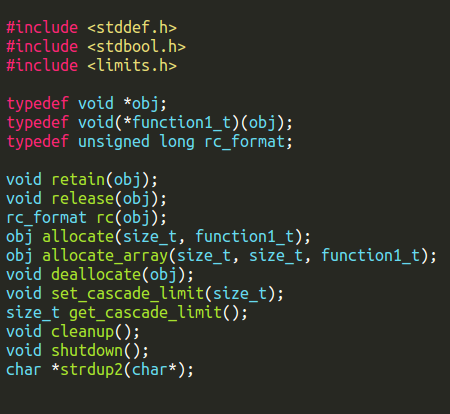 #include <stddef.h>
#include <stdbool.h>
#include <limits.h>
typedef void *obj;
typedef void(*function1_t)(obj);
typedef unsigned long rc_format;
void retain(obj);
void release(obj);
rc_format rc(obj);
obj allocate(size_t, function1_t);
obj allocate_array(size_t, size_t, function1_t);
void deallocate(obj);
void set_cascade_limit(size_t);
size_t get_cascade_limit();
void cleanup();
void shutdown();
char *strdup2(char*);